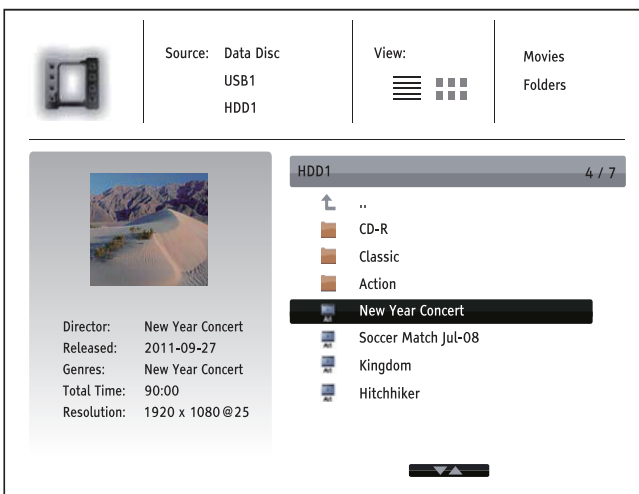 Source: Data Disc
USB1
HDD1
View:
Movies
Folders
HDD1 4 / 7
..
CD-R
Classic
Action
New Year Concert
Soccer Match Jul-08
Kingdom
Hitchhiker
Director: New Year Concert
Released: 2011-09-27
Genres: New Year Concert
Total Time: 90:00
Resolution: 1920 x 1080@25